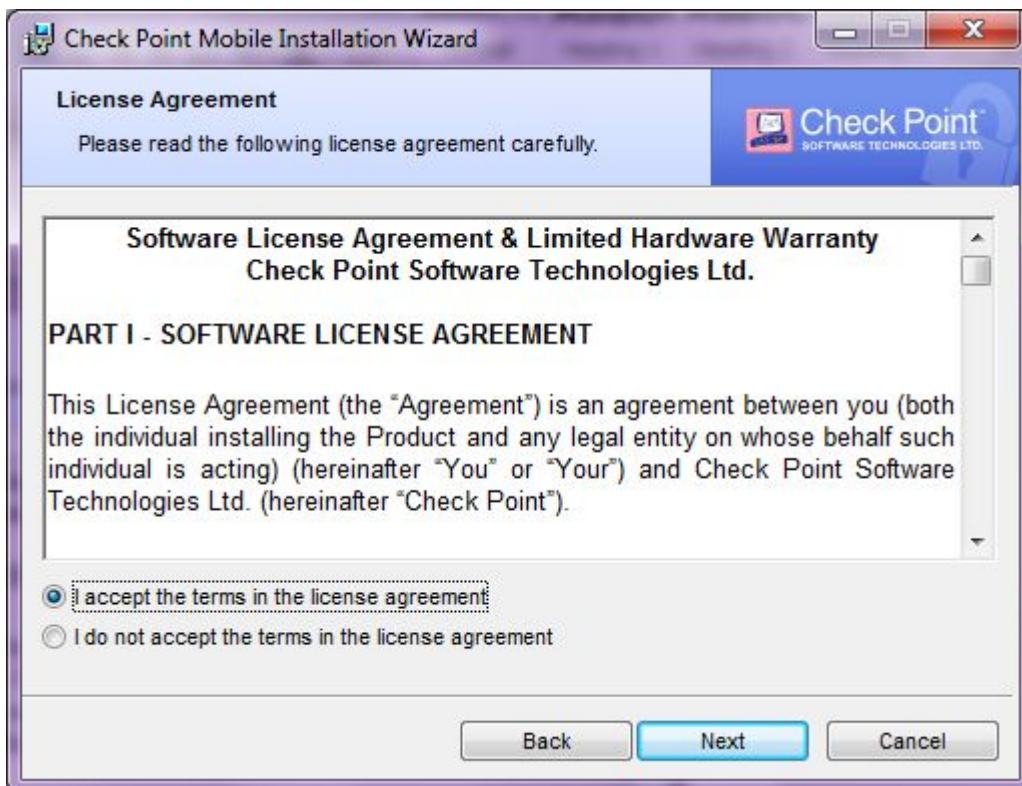 Check Point Mobile Installation Wizard
License Agreement
Please read the following license agreement carefully.
Check Point™
SOFTWARE TECHNOLOGIES LTD.
Software License Agreement & Limited Hardware Warranty
Check Point Software Technologies Ltd.
PART I - SOFTWARE LICENSE AGREEMENT
This License Agreement (the “Agreement”) is an agreement between you (both
the individual installing the Product and any legal entity on whose behalf such
individual is acting) (hereinafter “You” or “Your”) and Check Point Software
Technologies Ltd. (hereinafter “Check Point”).
I accept the terms in the license agreement
I do not accept the terms in the license agreement
Back
Next
Cancel